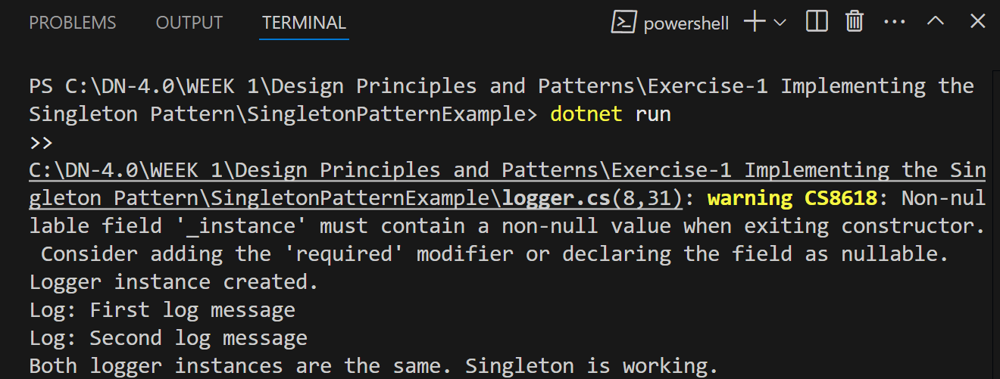 PROBLEMS OUTPUT TERMINAL powershell
PS C:\DN-4.0\WEEK 1\Design Principles and Patterns\Exercise-1 Implementing the
Singleton Pattern\SingletonPatternExample> dotnet run
>>
C:\DN-4.0\WEEK 1\Design Principles and Patterns\Exercise-1 Implementing the Sin
gleton Pattern\SingletonPatternExample\logger.cs(8,31): warning CS8618: Non-nul
lable field '_instance' must contain a non-null value when exiting constructor.
 Consider adding the 'required' modifier or declaring the field as nullable.
Logger instance created.
Log: First log message
Log: Second log message
Both logger instances are the same. Singleton is working.